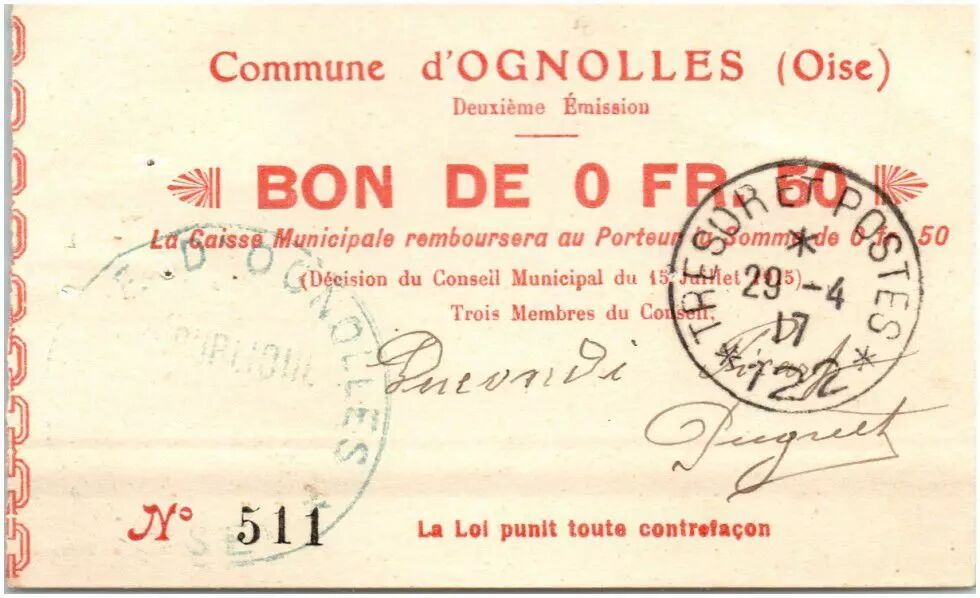 Commune d'OGNOLLES (Oise)
Deuxième Émission
BON DE 0 FR. 50
La Caisse Municipale remboursera au Porteur la Somme de 0 fr. 50
(Décision du Conseil Municipal du 15 Juillet 1915)
Trois Membres du Conseil,
TRESOR ET POSTES
29 -4
17
* 122 *
D'OGNOLLES
No 511
La Loi punit toute contrefaçon